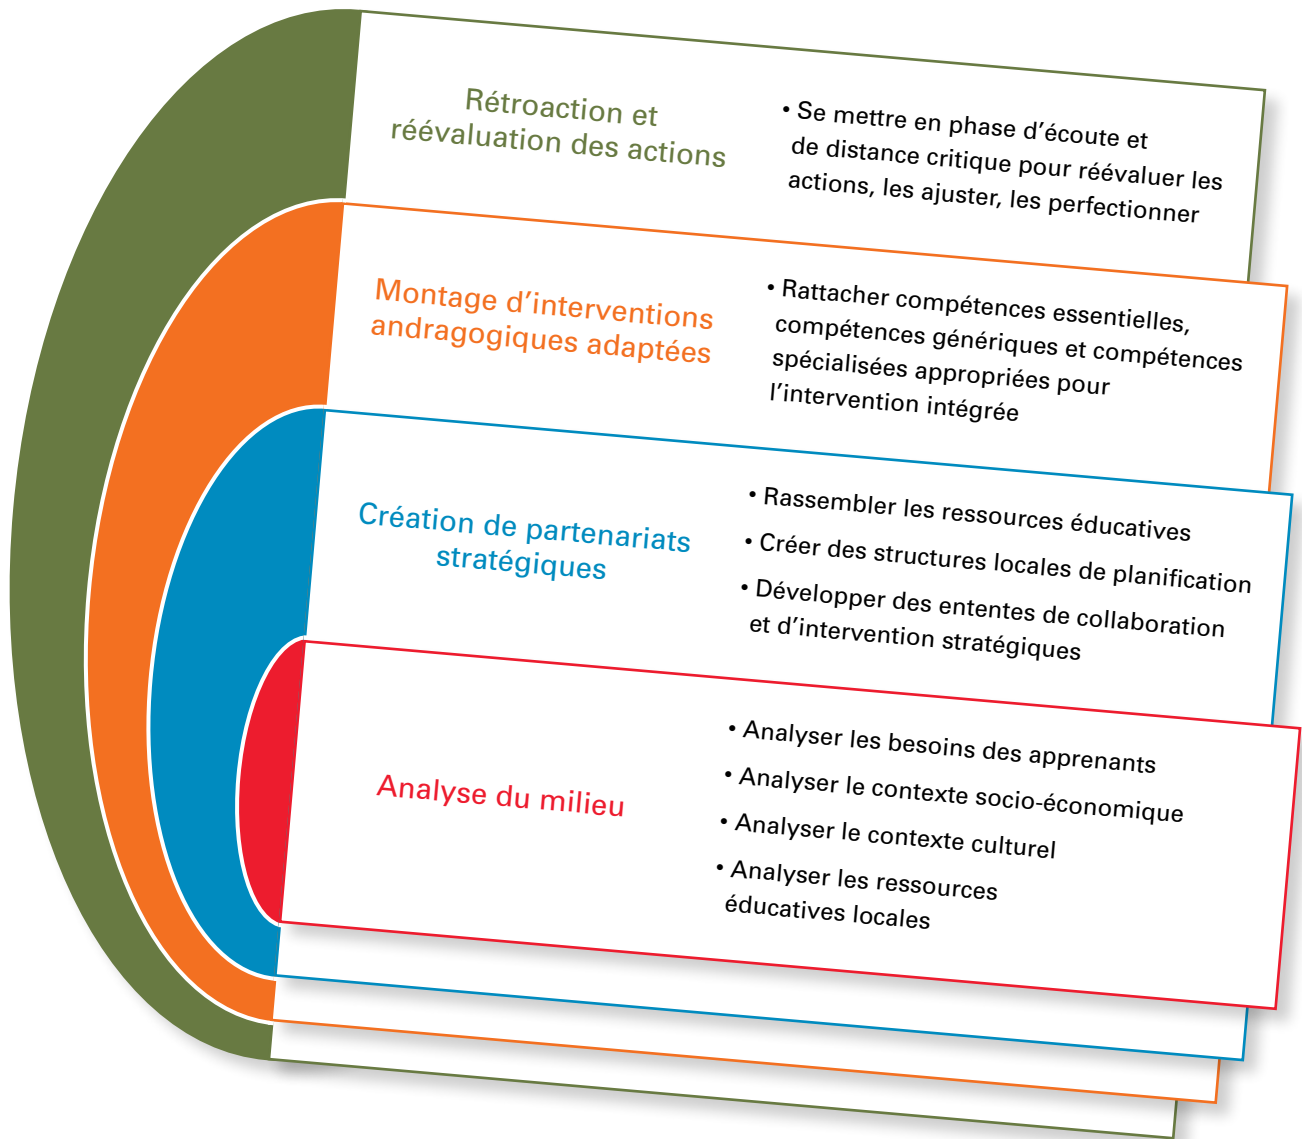 Rétroaction et
réévaluation des actions
• Se mettre en phase d’écoute et
de distance critique pour réévaluer les
actions, les ajuster, les perfectionner
Montage d’interventions
andragogiques adaptées
• Rattacher compétences essentielles,
compétences génériques et compétences
spécialisées appropriées pour
l’intervention intégrée
Création de partenariats
stratégiques
• Rassembler les ressources éducatives
• Créer des structures locales de planification
• Développer des ententes de collaboration
et d’intervention stratégiques
Analyse du milieu
• Analyser les besoins des apprenants
• Analyser le contexte socio-économique
• Analyser le contexte culturel
• Analyser les ressources
éducatives locales